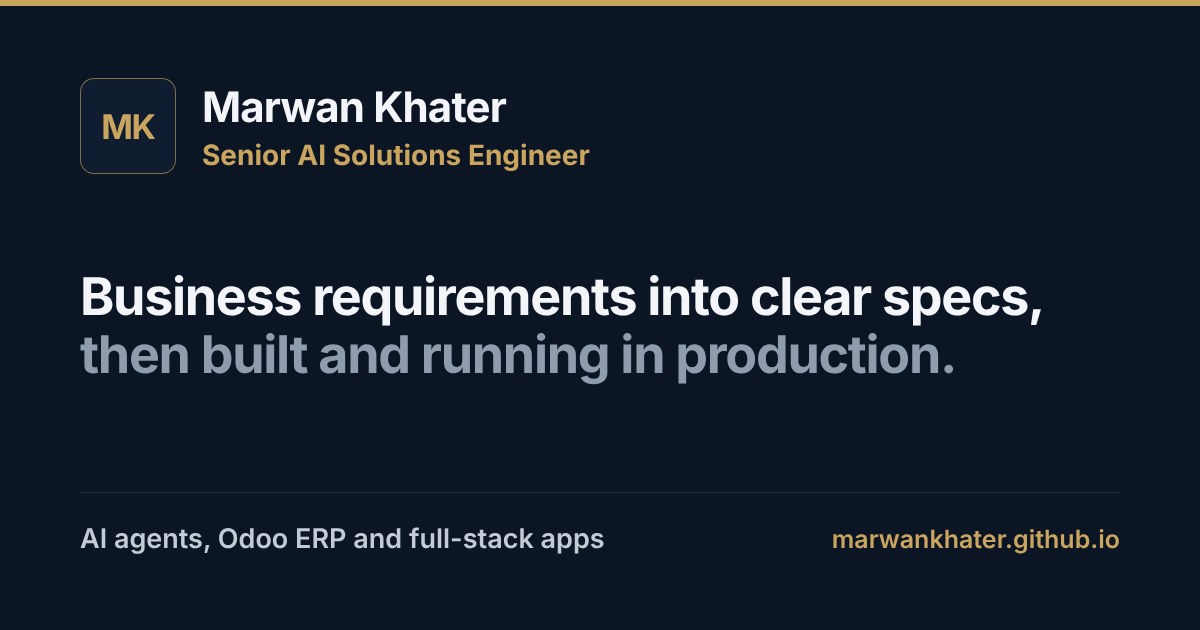 MK
Marwan Khater
Senior AI Solutions Engineer
Business requirements into clear specs,
then built and running in production.
AI agents, Odoo ERP and full-stack apps
marwankhater.github.io